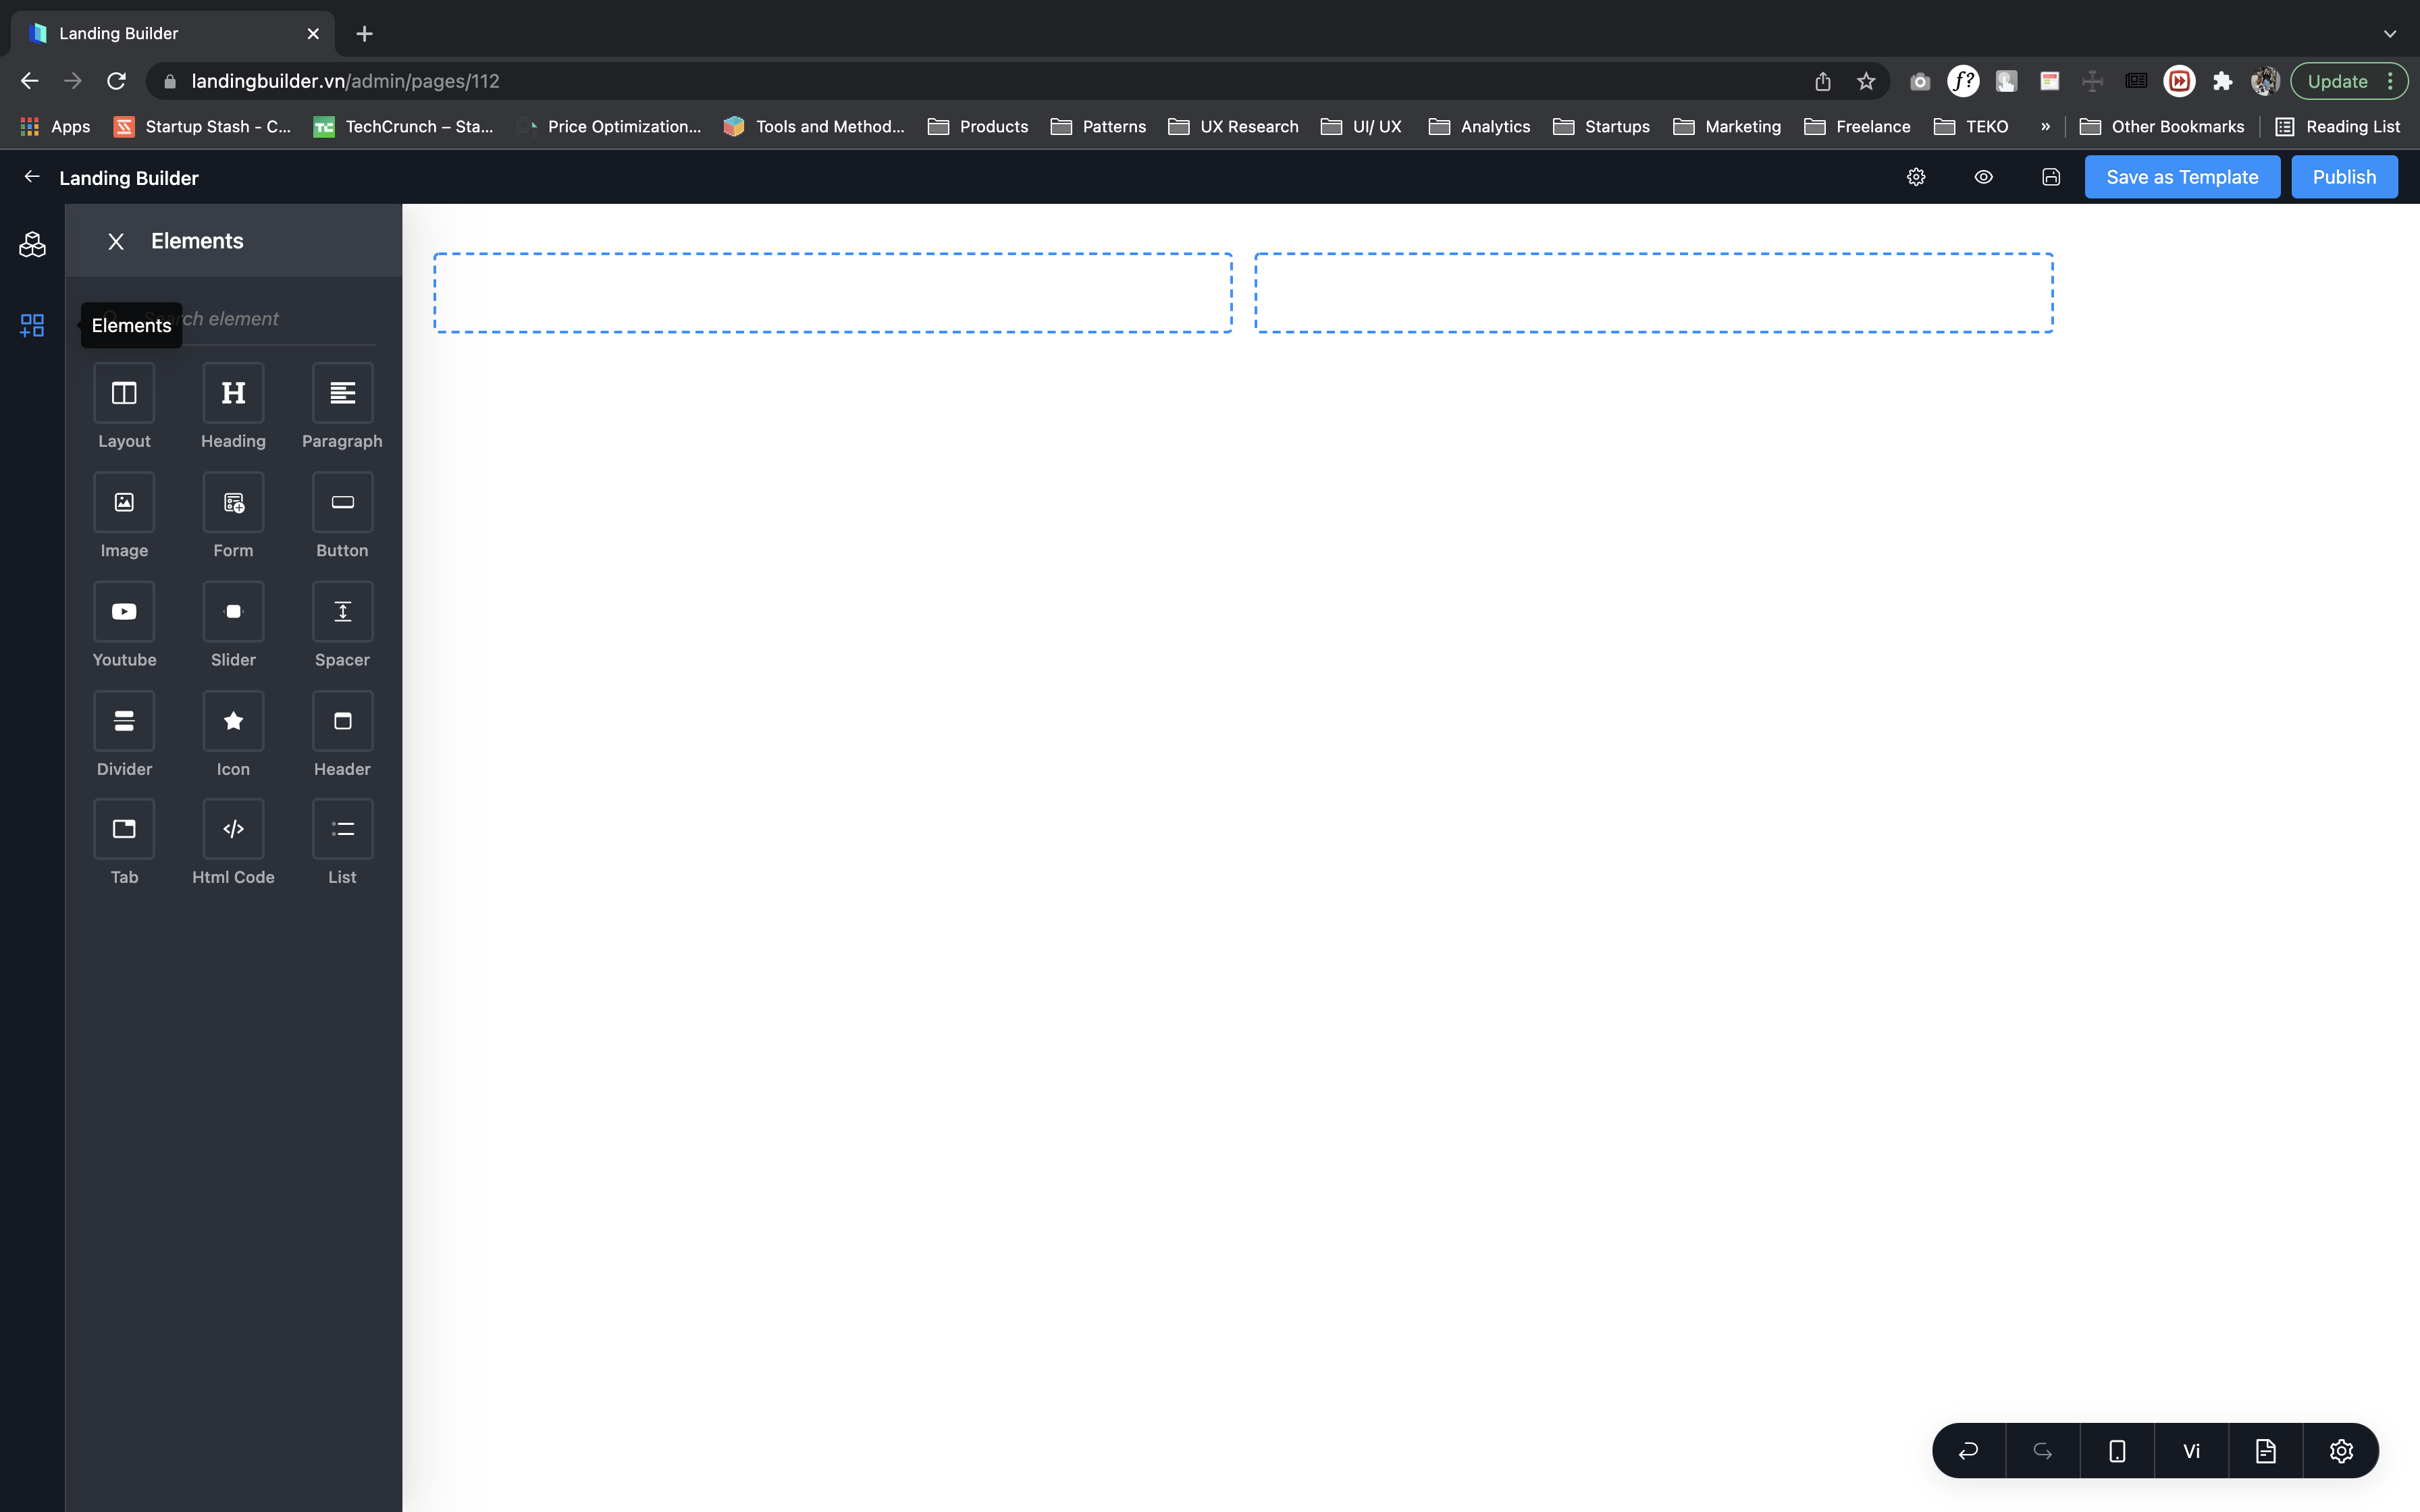 Landing Builder
landingbuilder.vn/admin/pages/112
Update
Apps
Startup Stash - C...
TechCrunch – Sta...
Price Optimization...
Tools and Method...
Products
Patterns
UX Research
UI/ UX
Analytics
Startups
Marketing
Freelance
TEKO
»
Other Bookmarks
Reading List
Landing Builder
Save as Template
Publish
Elements
Elements
ch element
Layout
Heading
Paragraph
Image
Form
Button
Youtube
Slider
Spacer
Divider
Icon
Header
Tab
Html Code
List
Vi